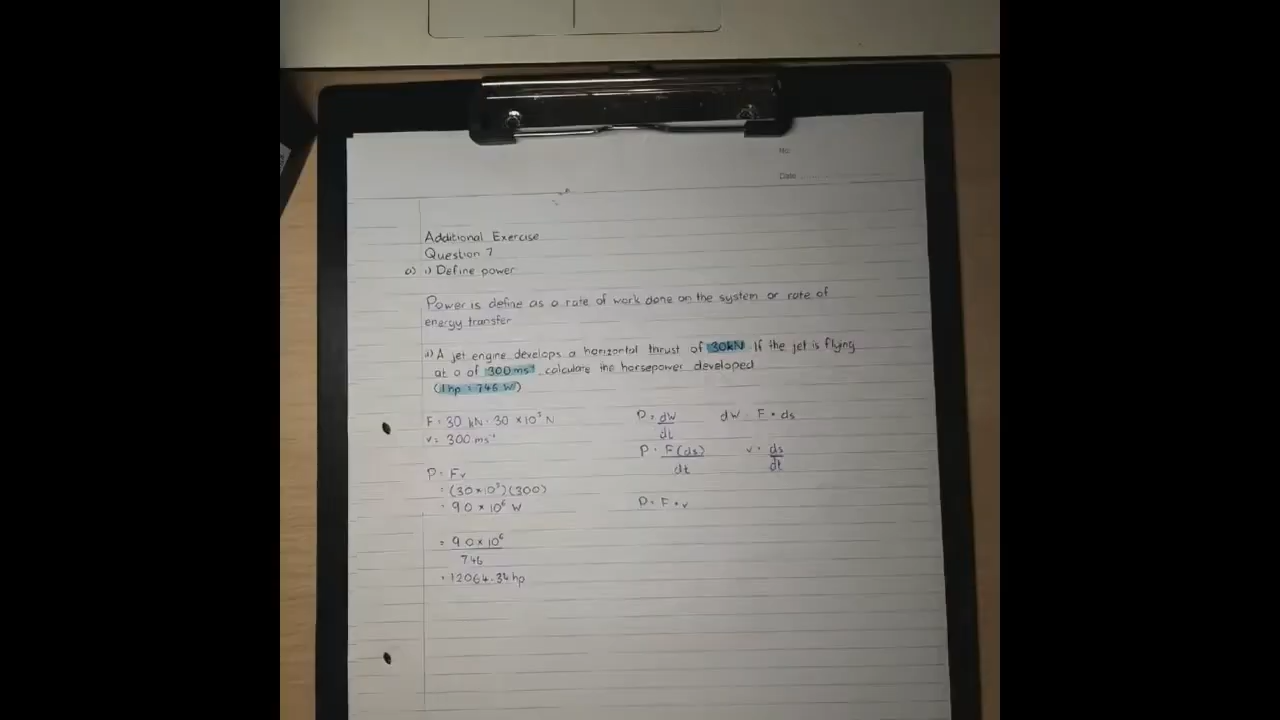 No:
Date
Additional Exercise
Question 7
a) i) Define power
Power is define as a rate of work done on the system or rate of
energy transfer
ii) A jet engine develops a horizontal thrust of 30kN. If the jet is flying
at a of 300ms⁻¹, calculate the horsepower developed
(1hp = 746 W)
F = 30 kN = 30 × 10³ N
v = 300 ms⁻¹
P = Fv
= (30 × 10³)(300)
= 9.0 × 10⁶ W
= 9.0 × 10⁶
746
= 12064.34 hp
P = dW
dt
dW = F • ds
P = F(ds)
dt
v = ds
dt
P = F • v